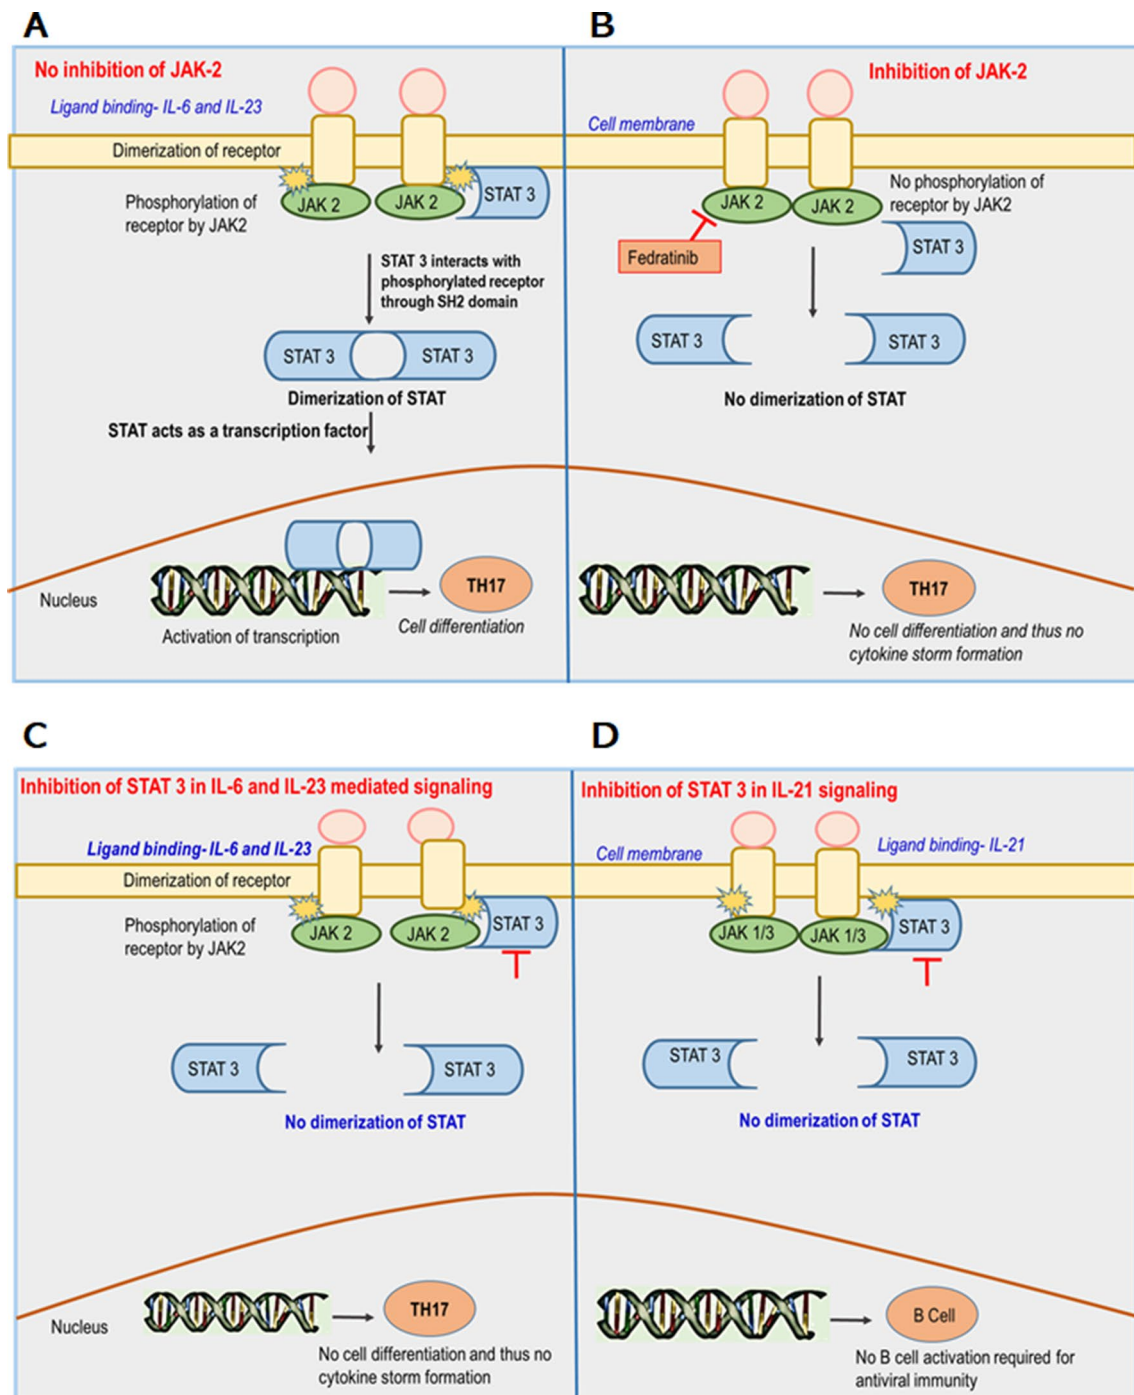 A
B
No inhibition of JAK-2
Ligand binding- IL-6 and IL-23
Dimerization of receptor
Phosphorylation of
receptor by JAK2
JAK 2
JAK 2
STAT 3
STAT 3 interacts with
phosphorylated receptor
through SH2 domain
STAT 3
STAT 3
Dimerization of STAT
STAT acts as a transcription factor
Nucleus
Activation of transcription
TH17
Cell differentiation
Inhibition of JAK-2
Cell membrane
JAK 2
JAK 2
No phosphorylation of
receptor by JAK2
STAT 3
Fedratinib
STAT 3
STAT 3
No dimerization of STAT
TH17
No cell differentiation and thus no
cytokine storm formation
C
D
Inhibition of STAT 3 in IL-6 and IL-23 mediated signaling
Ligand binding- IL-6 and IL-23
Dimerization of receptor
Phosphorylation of
receptor by JAK2
JAK 2
JAK 2
STAT 3
STAT 3
STAT 3
No dimerization of STAT
Nucleus
TH17
No cell differentiation and thus no
cytokine storm formation
Inhibition of STAT 3 in IL-21 signaling
Cell membrane
Ligand binding- IL-21
JAK 1/3
JAK 1/3
STAT 3
STAT 3
STAT 3
No dimerization of STAT
B Cell
No B cell activation required for
antiviral immunity